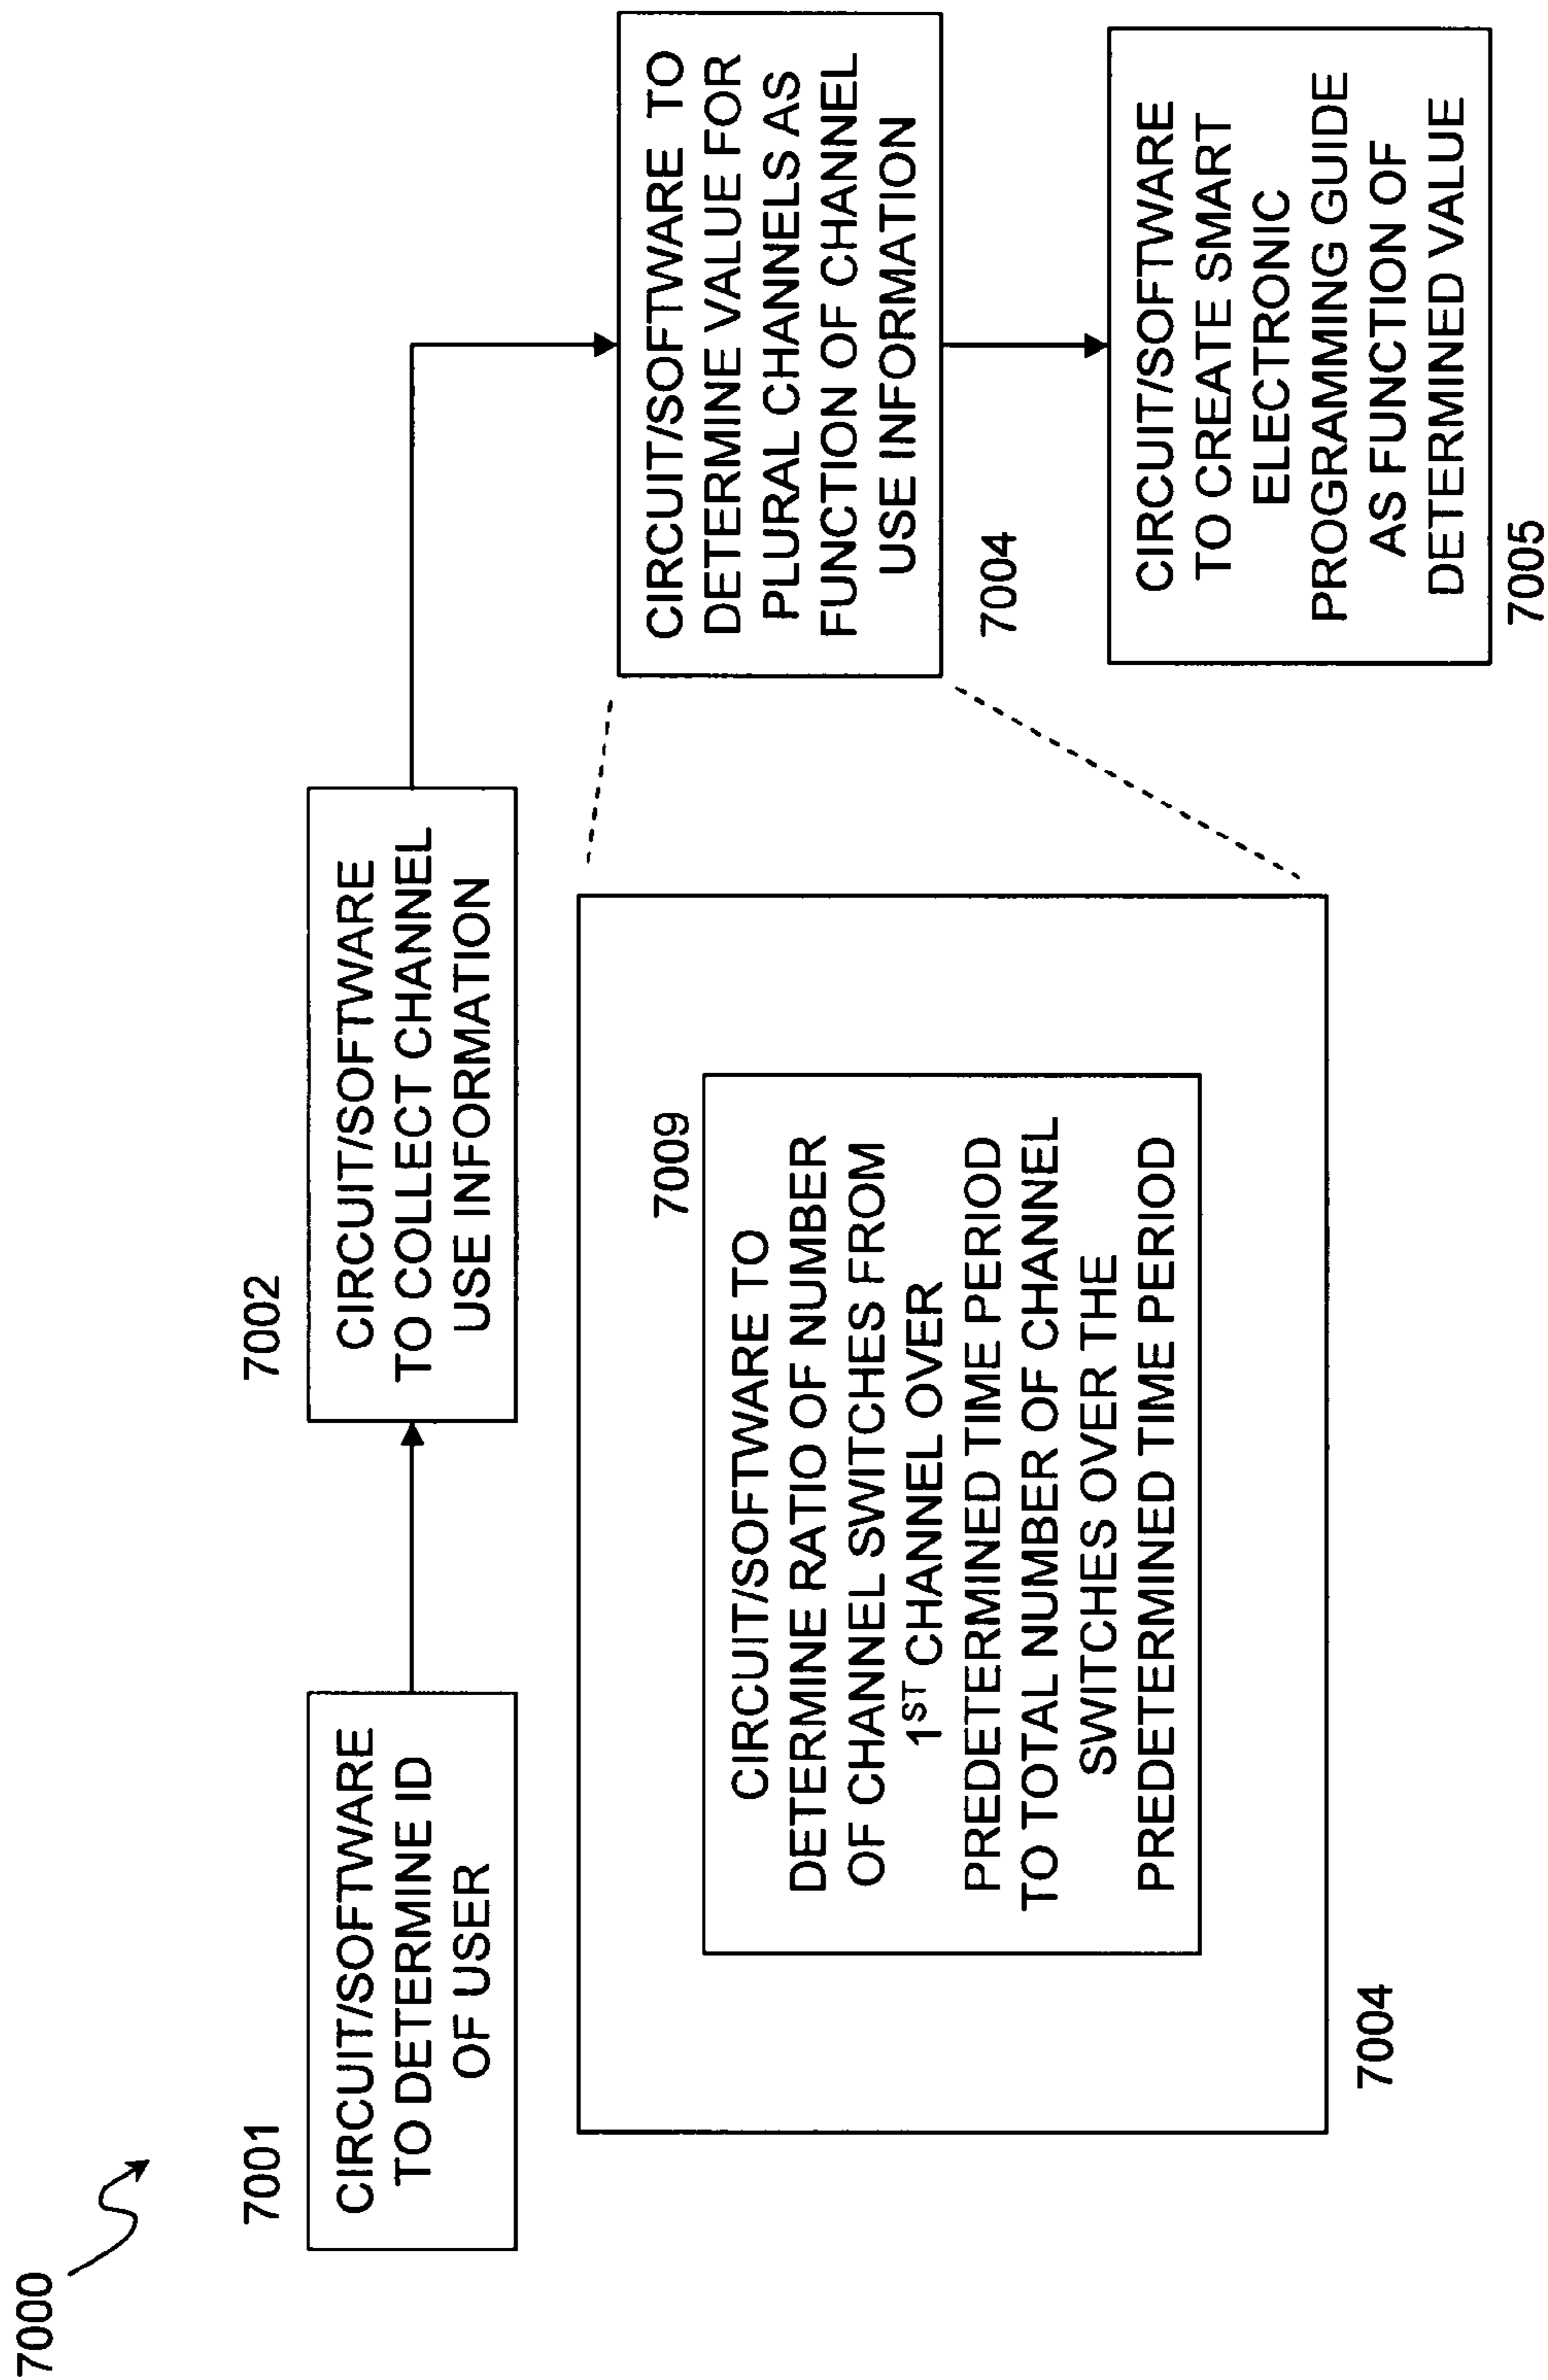 7000
7001
CIRCUIT/SOFTWARE
TO DETERMINE ID
OF USER
7002
CIRCUIT/SOFTWARE
TO COLLECT CHANNEL
USE INFORMATION
CIRCUIT/SOFTWARE TO
DETERMINE VALUE FOR
PLURAL CHANNELS AS
FUNCTION OF CHANNEL
USE INFORMATION
7004
7009
CIRCUIT/SOFTWARE TO
DETERMINE RATIO OF NUMBER
OF CHANNEL SWITCHES FROM
1ST CHANNEL OVER
PREDETERMINED TIME PERIOD
TO TOTAL NUMBER OF CHANNEL
SWITCHES OVER THE
PREDETERMINED TIME PERIOD
7004
CIRCUIT/SOFTWARE
TO CREATE SMART
ELECTRONIC
PROGRAMMING GUIDE
AS FUNCTION OF
DETERMINED VALUE
7005